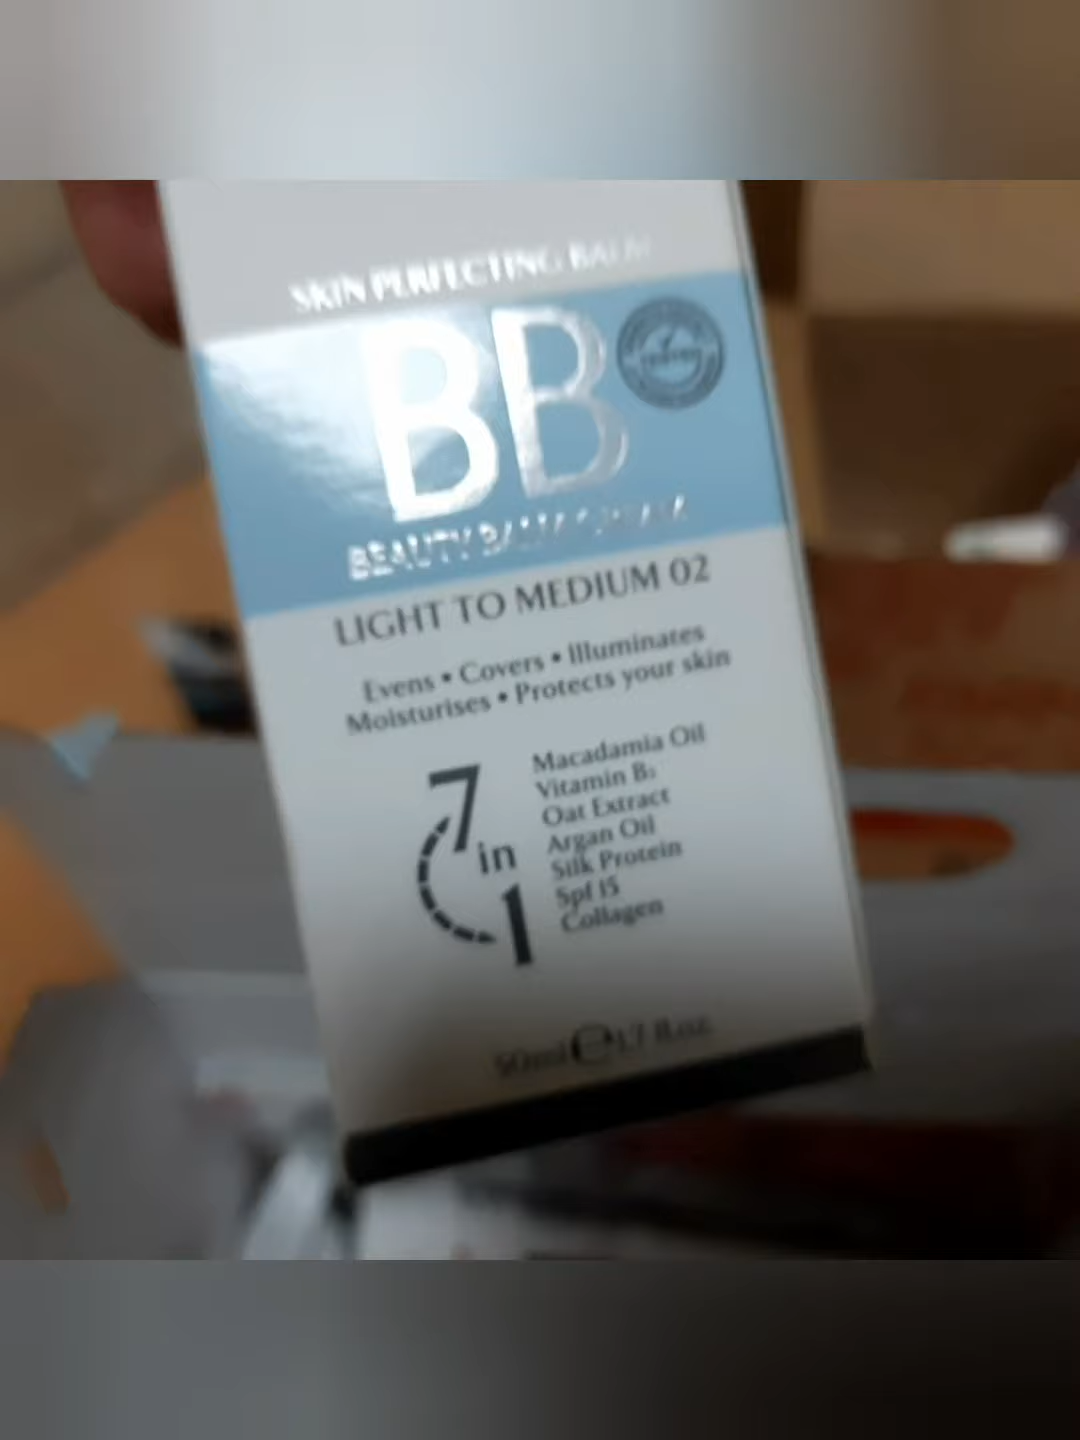 SKIN PERFECTING BALM
BB
BEAUTY BALM CREAM
LIGHT TO MEDIUM 02
Evens • Covers • Illuminates
Moisturises • Protects your skin
7 in 1
Macadamia Oil
Vitamin B₃
Oat Extract
Argan Oil
Silk Protein
Spf 15
Collagen
50ml e 1.7 fl.oz